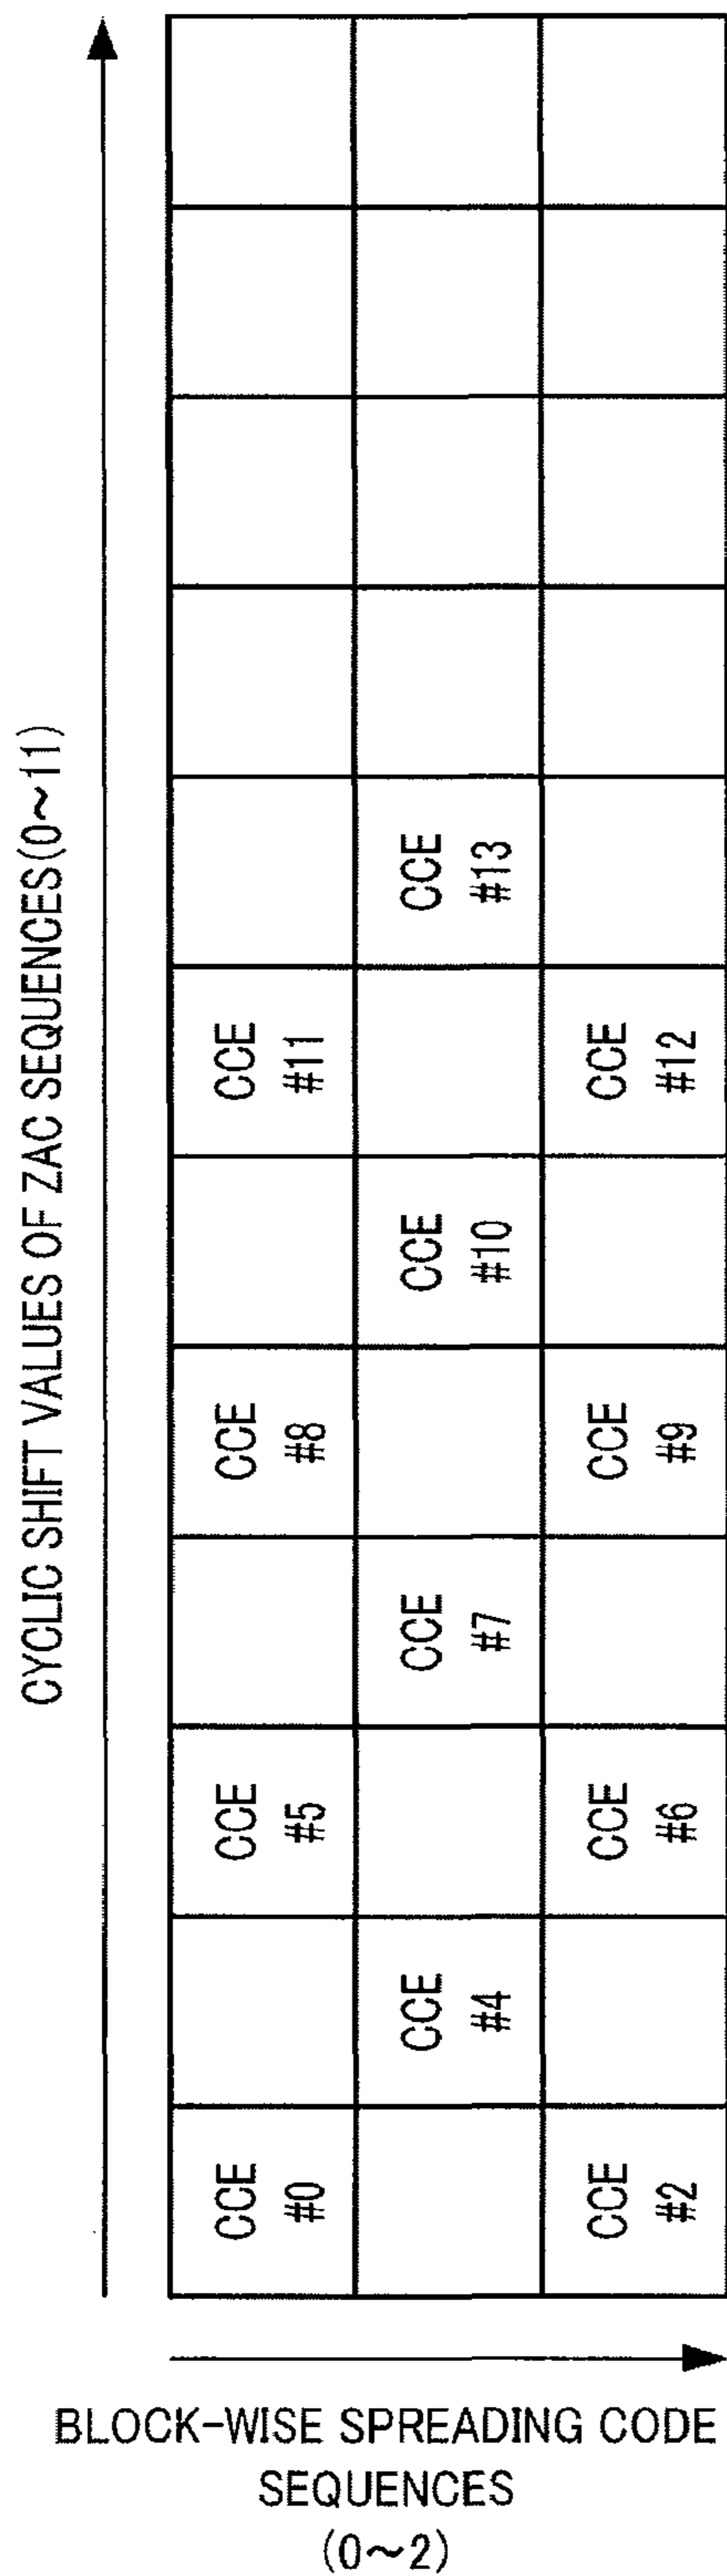 CYCLIC SHIFT VALUES OF ZAC SEQUENCES(0~11)
CCE
#0
CCE
#5
CCE
#8
CCE
#11
CCE
#4
CCE
#7
CCE
#10
CCE
#13
CCE
#2
CCE
#6
CCE
#9
CCE
#12
BLOCK-WISE SPREADING CODE
SEQUENCES
(0~2)